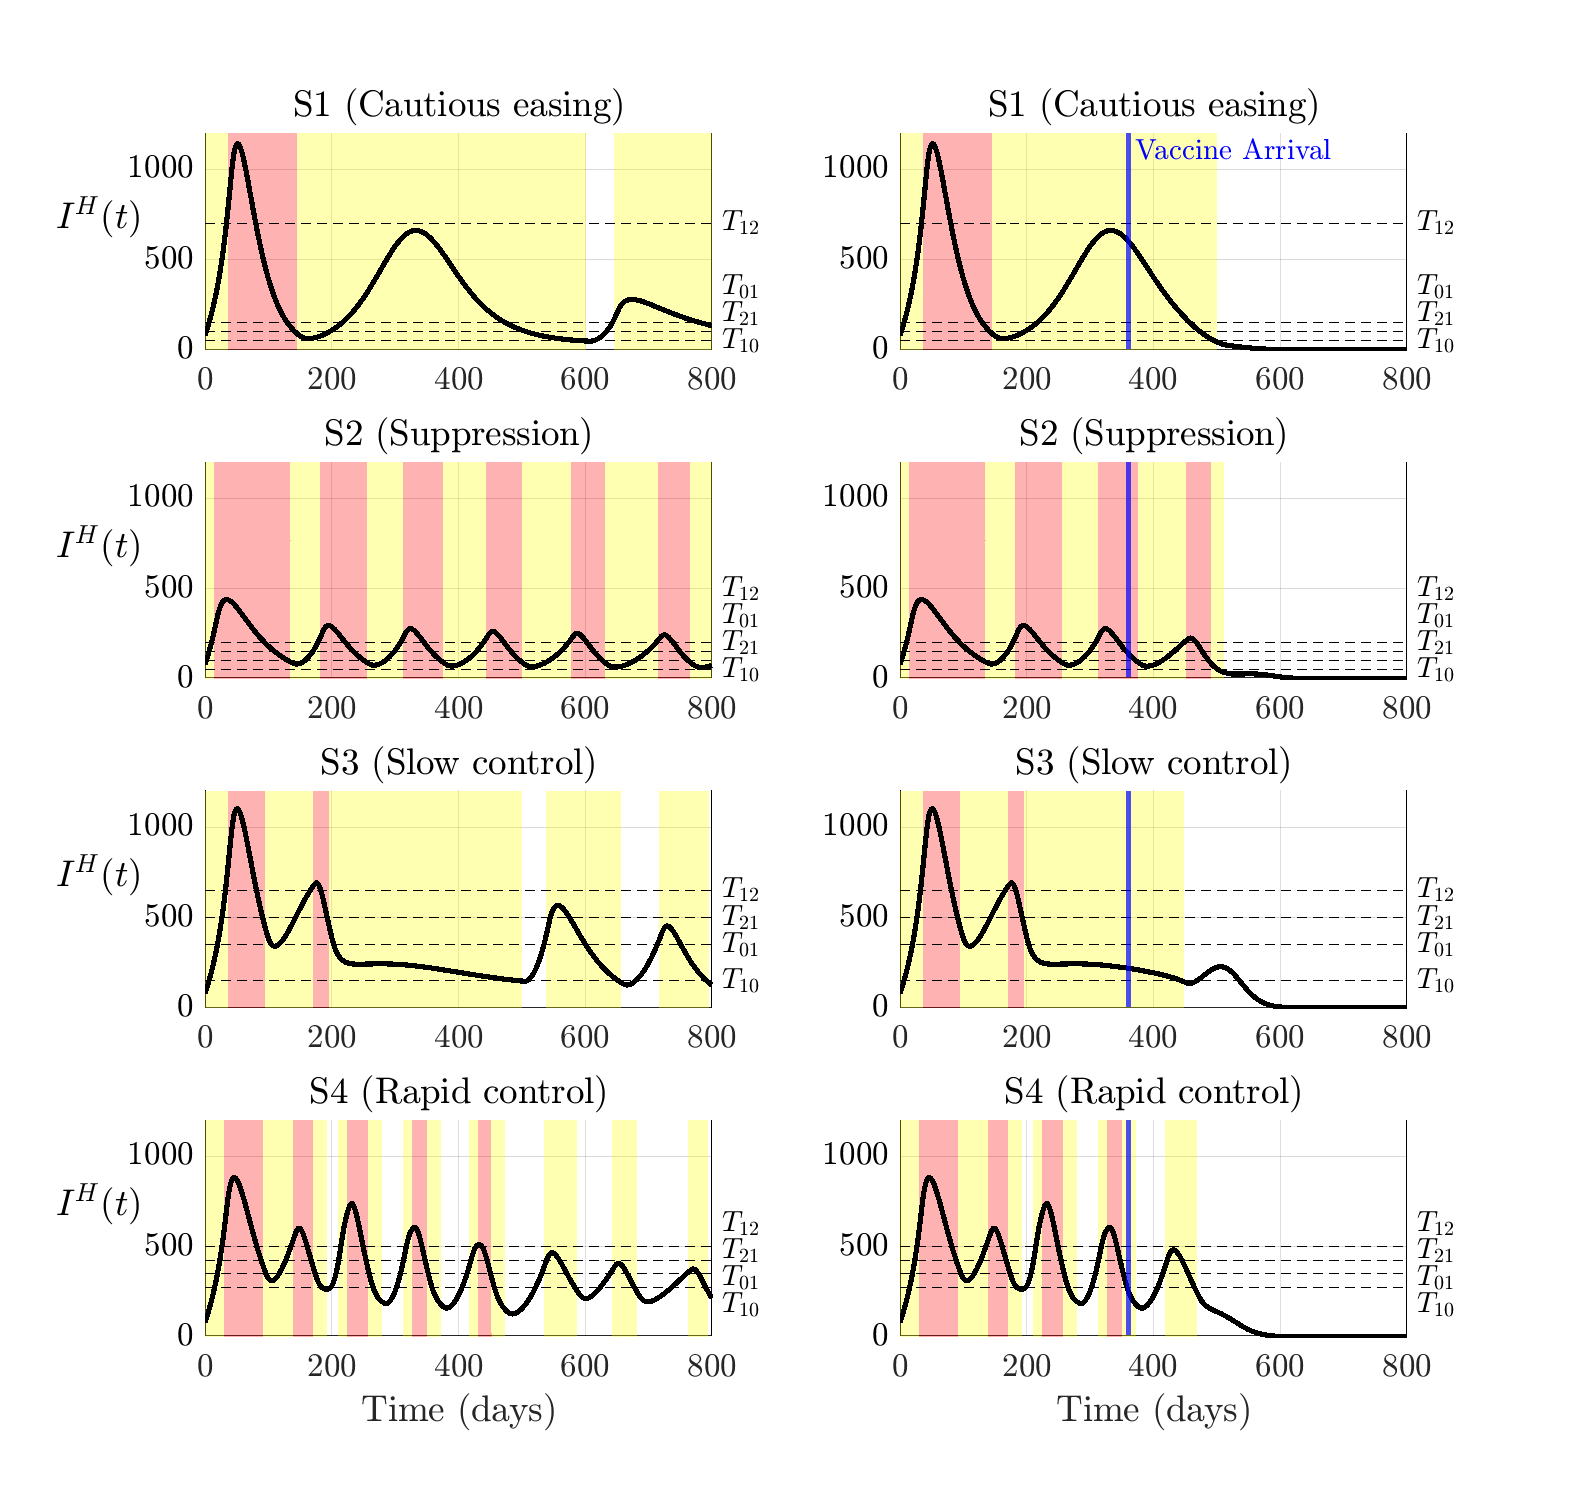 S1 (Cautious easing)
1000
500
0
I^H(t)
T_12
T_01
T_21
T_10
0 200 400 600 800
S1 (Cautious easing)
Vaccine Arrival
1000
500
0
T_12
T_01
T_21
T_10
0 200 400 600 800
S2 (Suppression)
1000
500
0
I^H(t)
T_12
T_01
T_21
T_10
0 200 400 600 800
S2 (Suppression)
1000
500
0
T_12
T_01
T_21
T_10
0 200 400 600 800
S3 (Slow control)
1000
500
0
I^H(t)
T_12
T_21
T_01
T_10
0 200 400 600 800
S3 (Slow control)
1000
500
0
T_12
T_21
T_01
T_10
0 200 400 600 800
S4 (Rapid control)
1000
500
0
I^H(t)
T_12
T_21
T_01
T_10
0 200 400 600 800
Time (days)
S4 (Rapid control)
1000
500
0
T_12
T_21
T_01
T_10
0 200 400 600 800
Time (days)